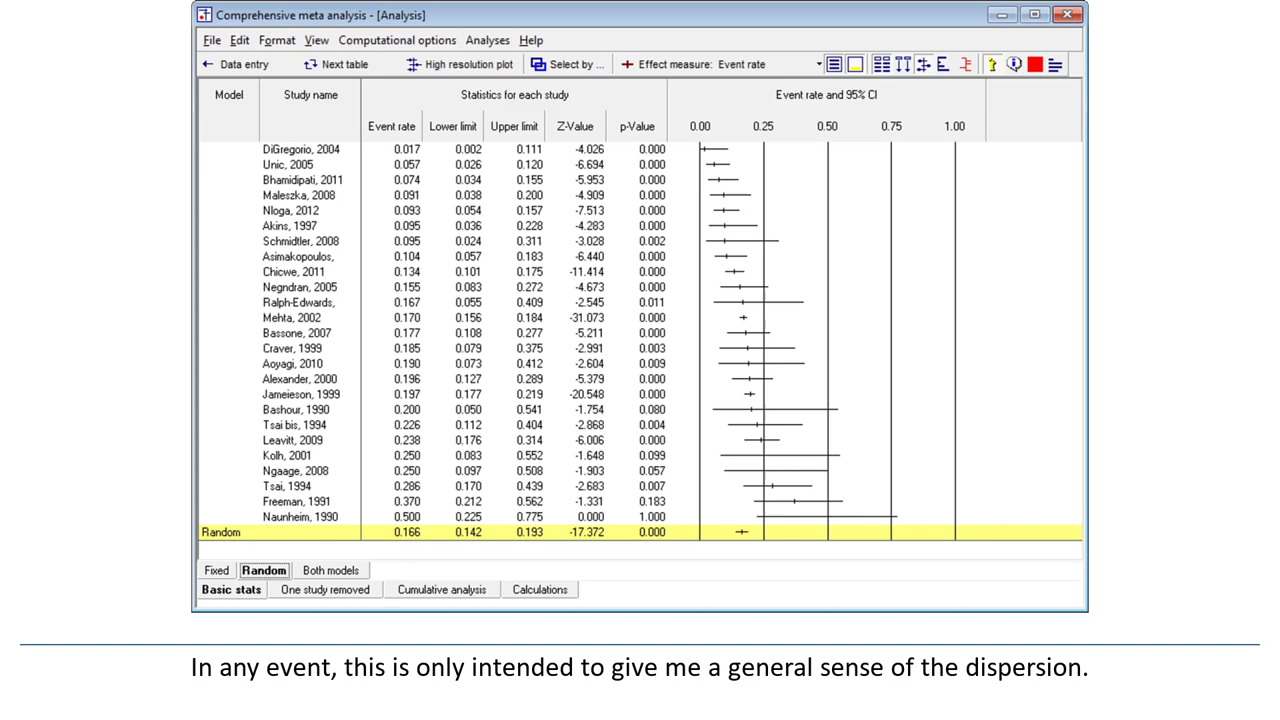 Comprehensive meta analysis - [Analysis]
File Edit Format View Computational options Analyses Help
Data entry Next table High resolution plot Select by ... Effect measure: Event rate
Model Study name Statistics for each study Event rate and 95% CI
Event rate Lower limit Upper limit Z-Value p-Value 0.00 0.25 0.50 0.75 1.00
DiGregorio, 2004 0.017 0.002 0.111 -4.026 0.000
Unic, 2005 0.057 0.026 0.120 -6.694 0.000
Bhamidipati, 2011 0.074 0.034 0.155 -5.953 0.000
Maleszka, 2008 0.091 0.038 0.200 -4.909 0.000
Nloga, 2012 0.093 0.054 0.157 -7.513 0.000
Akins, 1997 0.095 0.036 0.228 -4.283 0.000
Schmidtler, 2008 0.095 0.024 0.311 -3.028 0.002
Asimakopoulos, 0.104 0.057 0.183 -6.440 0.000
Chicwe, 2011 0.134 0.101 0.175 -11.414 0.000
Negndran, 2005 0.155 0.083 0.272 -4.673 0.000
Ralph-Edwards, 0.167 0.055 0.409 -2.545 0.011
Mehta, 2002 0.170 0.156 0.184 -31.073 0.000
Bassone, 2007 0.177 0.108 0.277 -5.211 0.000
Craver, 1999 0.185 0.079 0.375 -2.991 0.003
Aoyagi, 2010 0.190 0.073 0.412 -2.604 0.009
Alexander, 2000 0.196 0.127 0.289 -5.379 0.000
Jameieson, 1999 0.197 0.177 0.219 -20.548 0.000
Bashour, 1990 0.200 0.050 0.541 -1.754 0.080
Tsai bis, 1994 0.226 0.112 0.404 -2.868 0.004
Leavitt, 2009 0.238 0.176 0.314 -6.006 0.000
Kolh, 2001 0.250 0.083 0.552 -1.648 0.099
Ngaage, 2008 0.250 0.097 0.508 -1.903 0.057
Tsai, 1994 0.286 0.170 0.439 -2.683 0.007
Freeman, 1991 0.370 0.212 0.562 -1.331 0.183
Naunheim, 1990 0.500 0.225 0.775 0.000 1.000
Random 0.166 0.142 0.193 -17.372 0.000
Fixed Random Both models
Basic stats One study removed Cumulative analysis Calculations
In any event, this is only intended to give me a general sense of the dispersion.